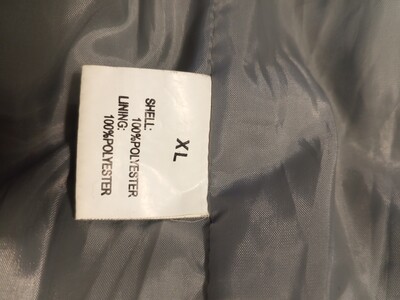 XL
SHELL:
100%POLYESTER
LINING:
100%POLYESTER